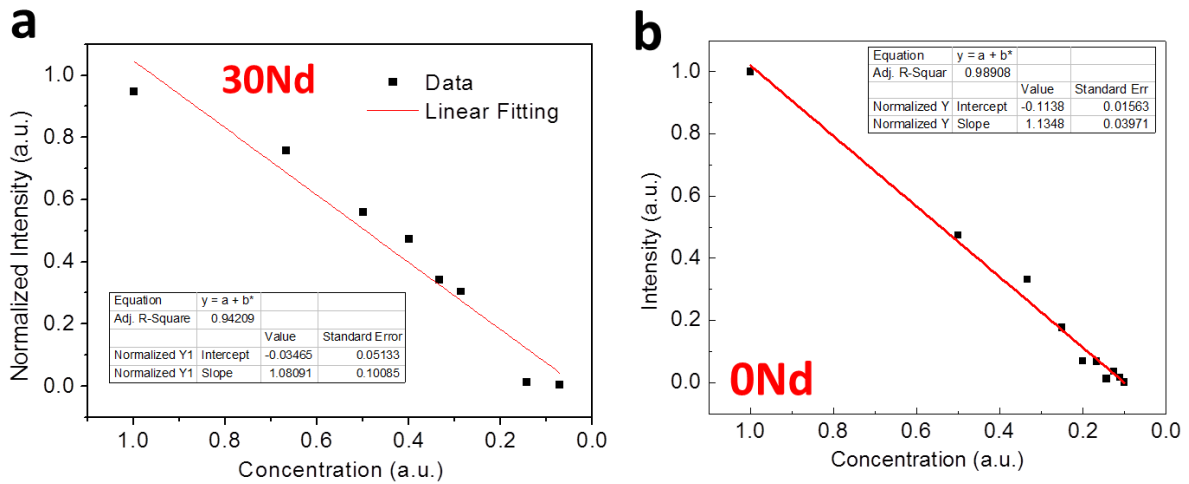 a
30Nd
Data
Linear Fitting
Normalized Intensity (a.u.)
1.0
0.8
0.6
0.4
0.2
0.0
Equation y = a + b*
Adj. R-Square 0.94209
Value Standard Error
Normalized Y1 Intercept -0.03465 0.05133
Normalized Y1 Slope 1.08091 0.10085
1.0 0.8 0.6 0.4 0.2 0.0
Concentration (a.u.)
b
Equation y = a + b*
Adj. R-Squar 0.98908
Value Standard Err
Normalized Y Intercept -0.1138 0.01563
Normalized Y Slope 1.1348 0.03971
Intensity (a.u.)
1.0
0.8
0.6
0.4
0.2
0.0
0Nd
1.0 0.8 0.6 0.4 0.2 0.0
Concentration (a.u.)